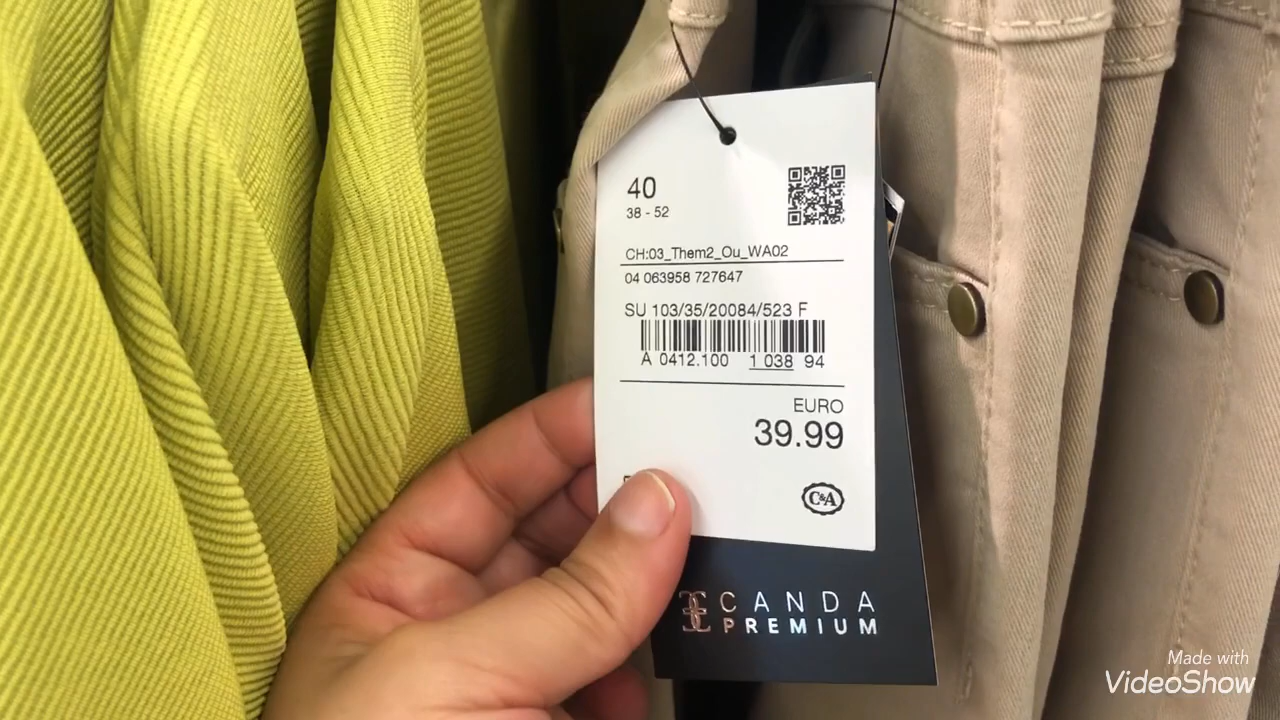 40
38 - 52
CH:03_Them2_Ou_WA02
04 063958 727647
SU 103/35/20084/523 F
A 0412.100 1 038 94
EURO
39.99
C&A
CANDA
PREMIUM
Made with
VideoShow